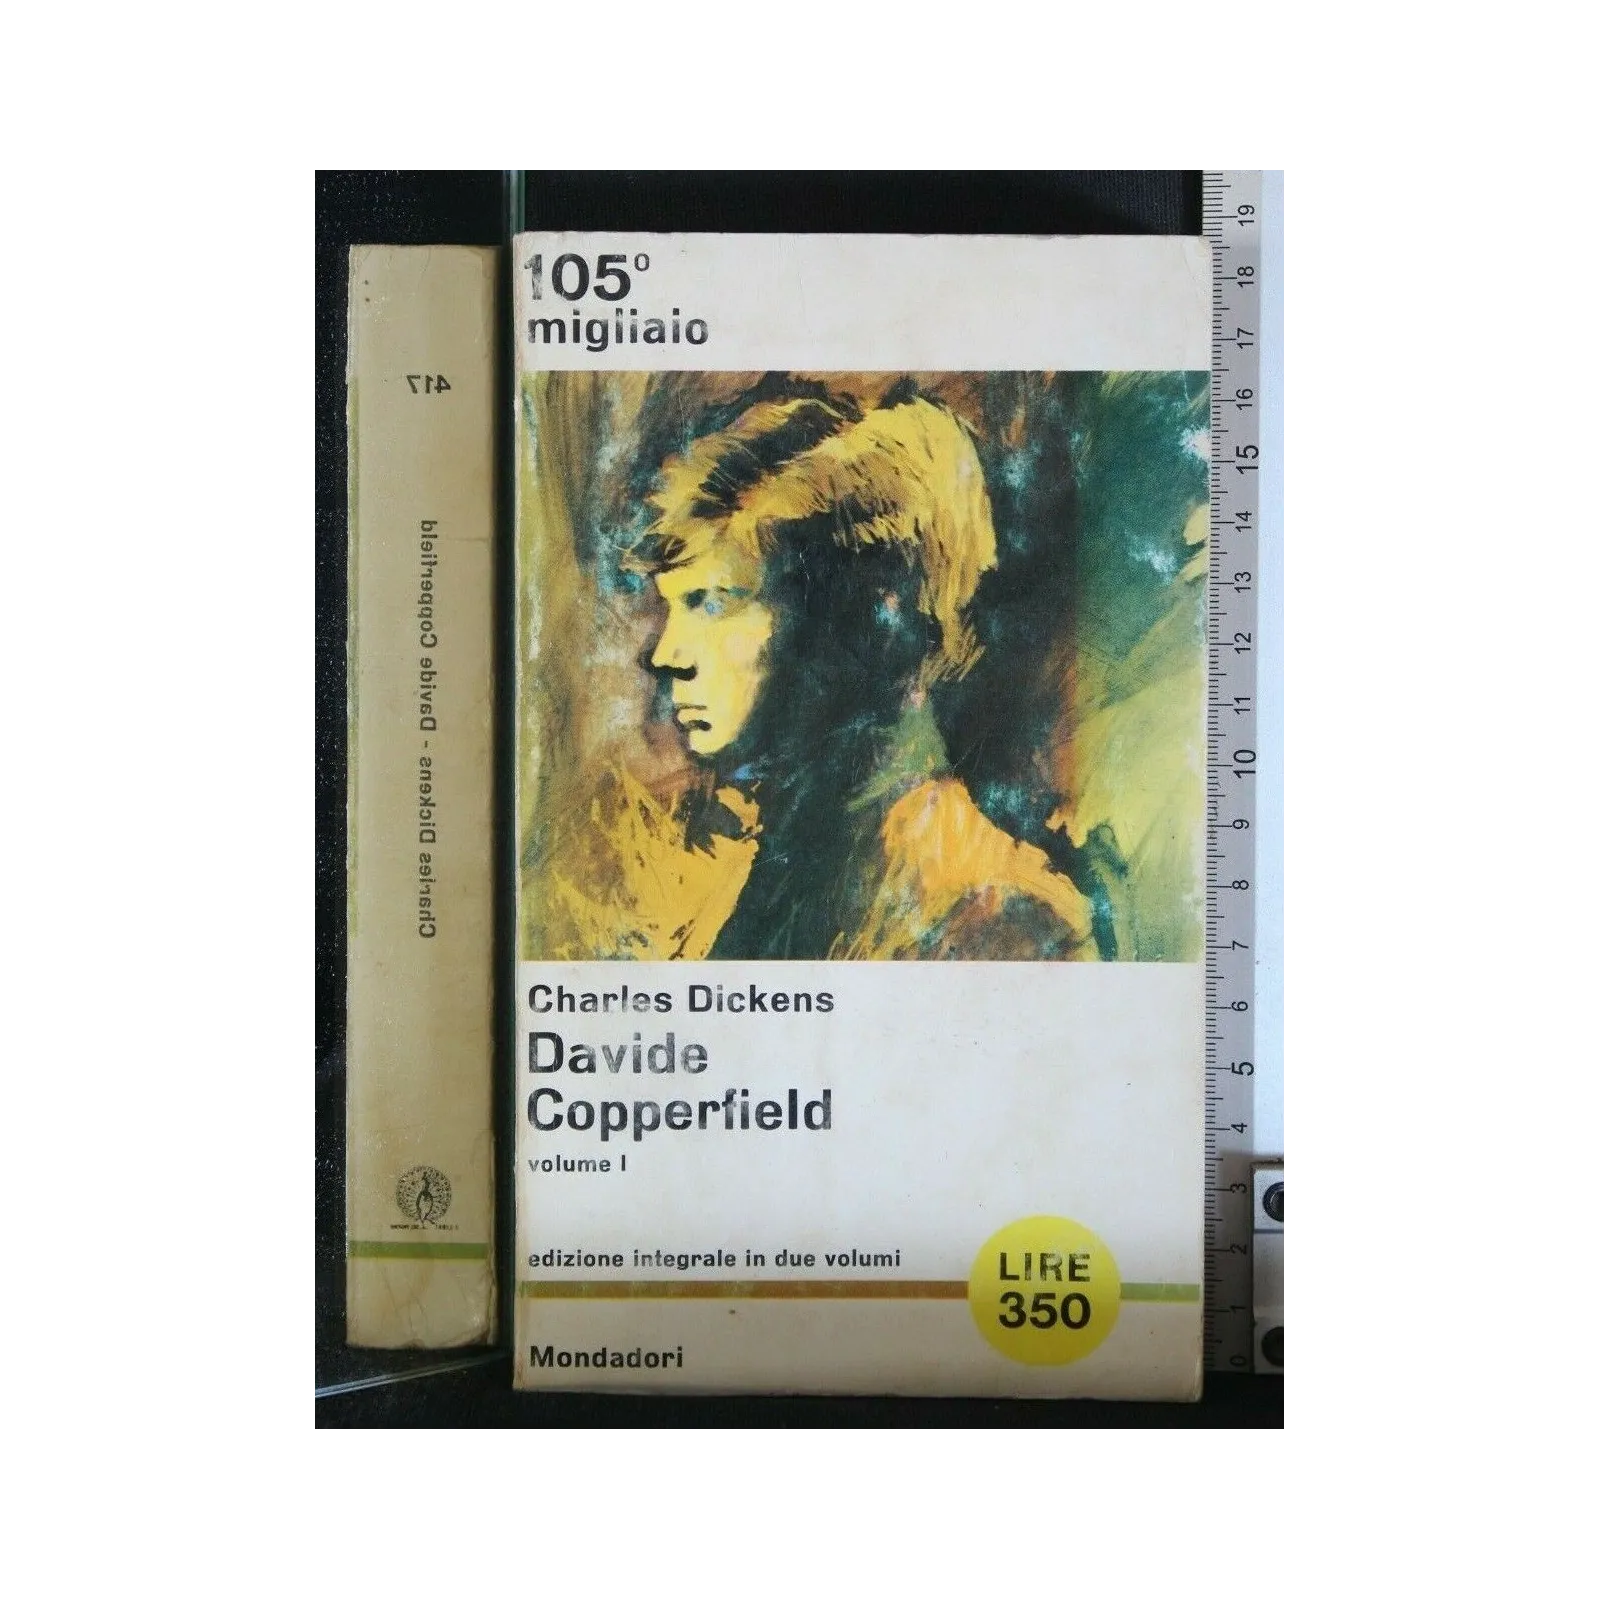 105º
migliaio
Charles Dickens
Davide
Copperfield
volume I
edizione integrale in due volumi
LIRE
350
Mondadori
417
Charles Dickens - Davide Copperfield
19
18
17
16
15
14
13
12
11
10
9
8
7
6
5
4
3
2
1
0